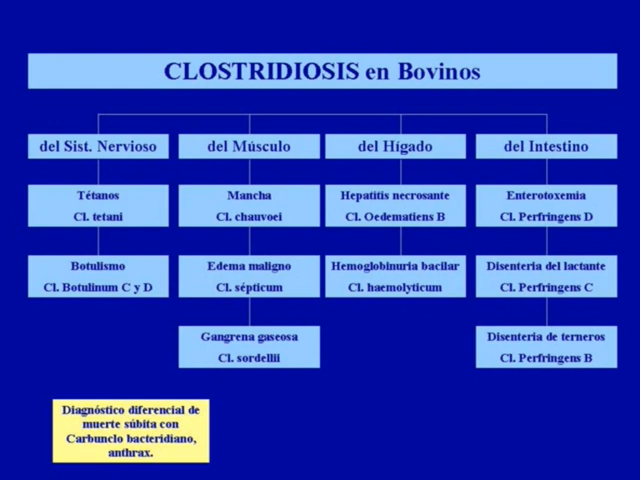 CLOSTRIDIOSIS en Bovinos
del Sist. Nervioso
Tétanos
Cl. tetani
Botulismo
Cl. Botulinum C y D
del Músculo
Mancha
Cl. chauvoei
Edema maligno
Cl. sépticum
Gangrena gaseosa
Cl. sordellii
del Hígado
Hepatitis necrosante
Cl. Oedematiens B
Hemoglobinuria bacilar
Cl. haemolyticum
del Intestino
Enterotoxemia
Cl. Perfringens D
Disenteria del lactante
Cl. Perfringens C
Disenteria de terneros
Cl. Perfringens B
Diagnóstico diferencial de
muerte súbita con
Carbunclo bacteridiano,
anthrax.